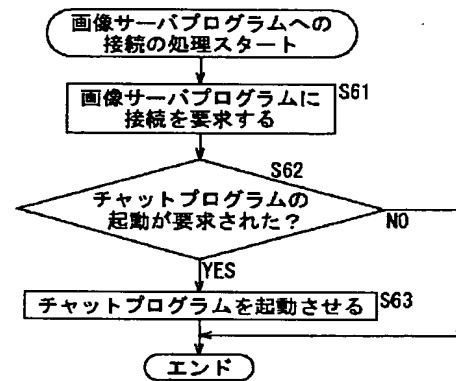 画像サーバプログラムへの
接続の処理スタート
画像サーバプログラムに
接続を要求する
S61
S62
チャットプログラムの
起動が要求された？
NO
YES
チャットプログラムを起動させる
S63
エンド